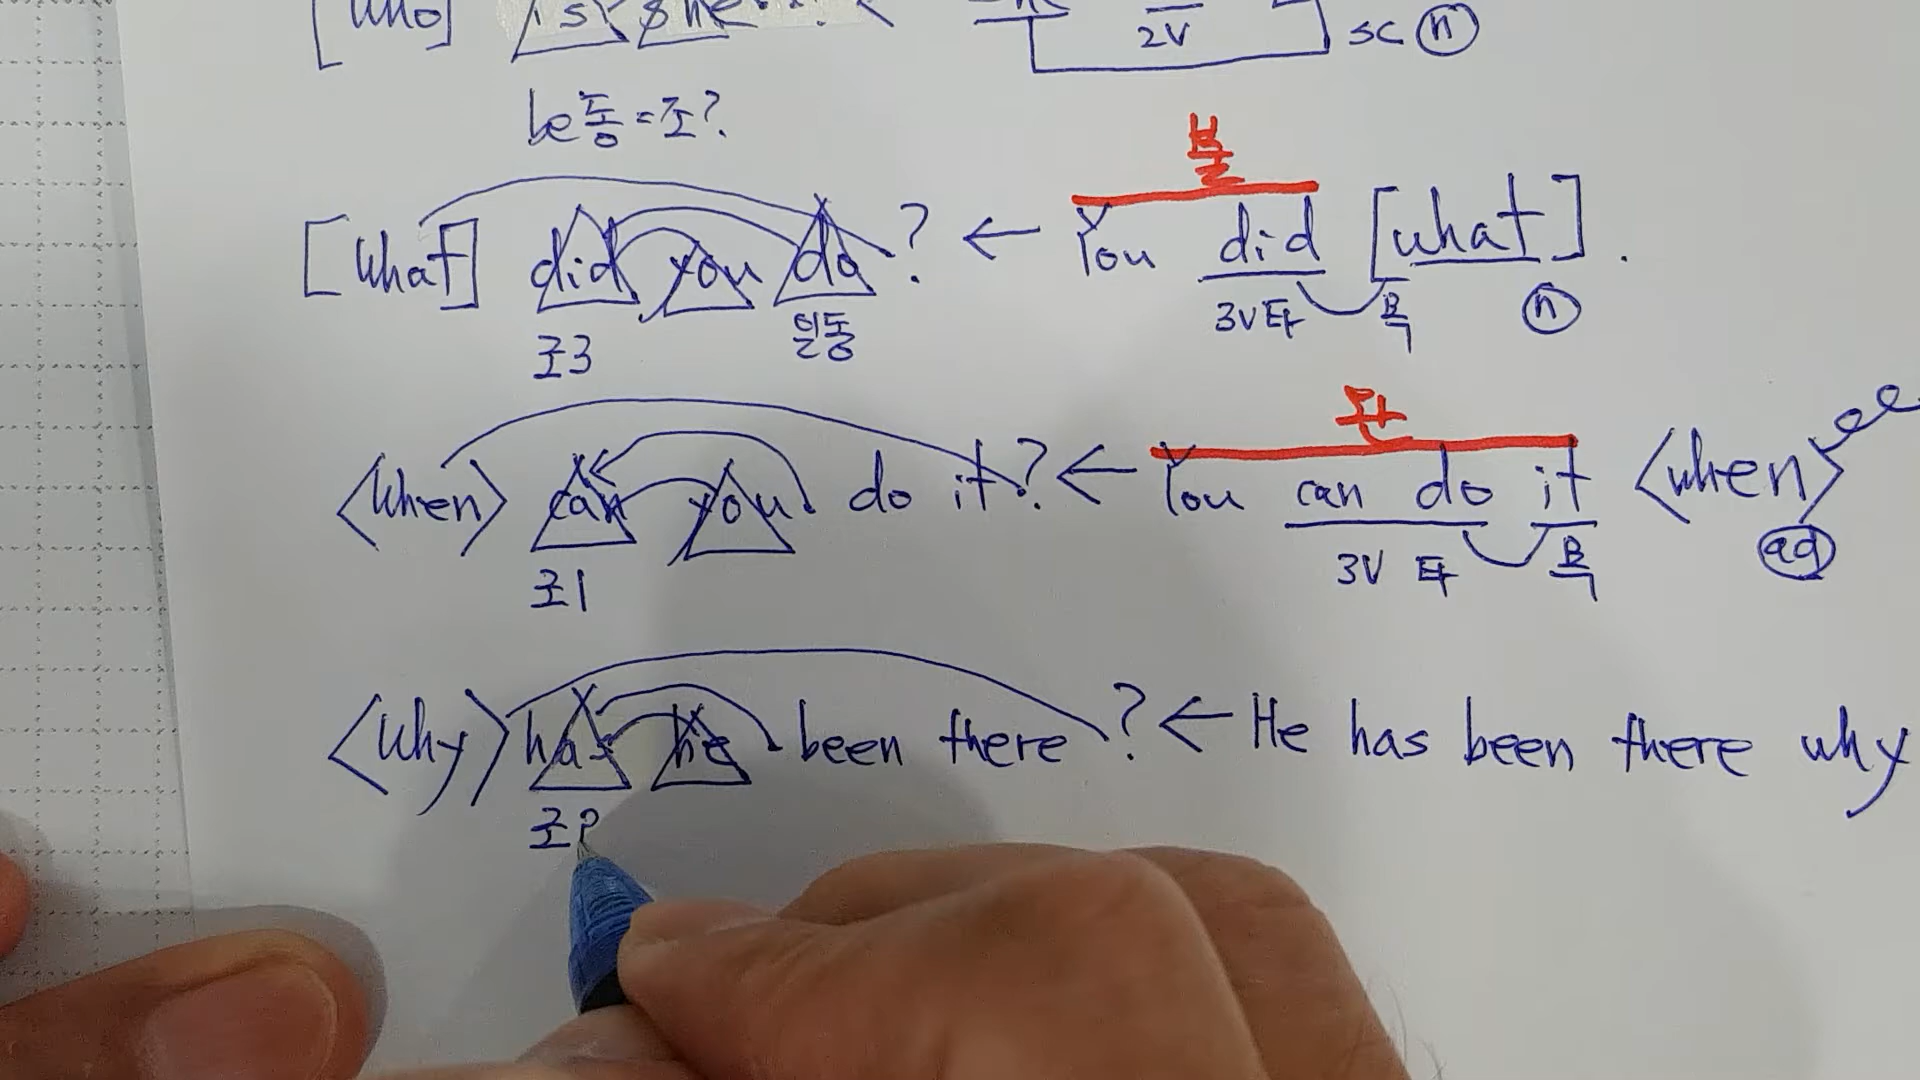 [Who] is she ? ← 2V SC ⓝ
be동=조?
불
[What] did you do ? ← You did [what].
조3 일동 3V타 목 ⓝ
완
<When> can you do it? ← You can do it <when>
조1 3V 타 목 ad
<Why> has he been there ? ← He has been there why
조2